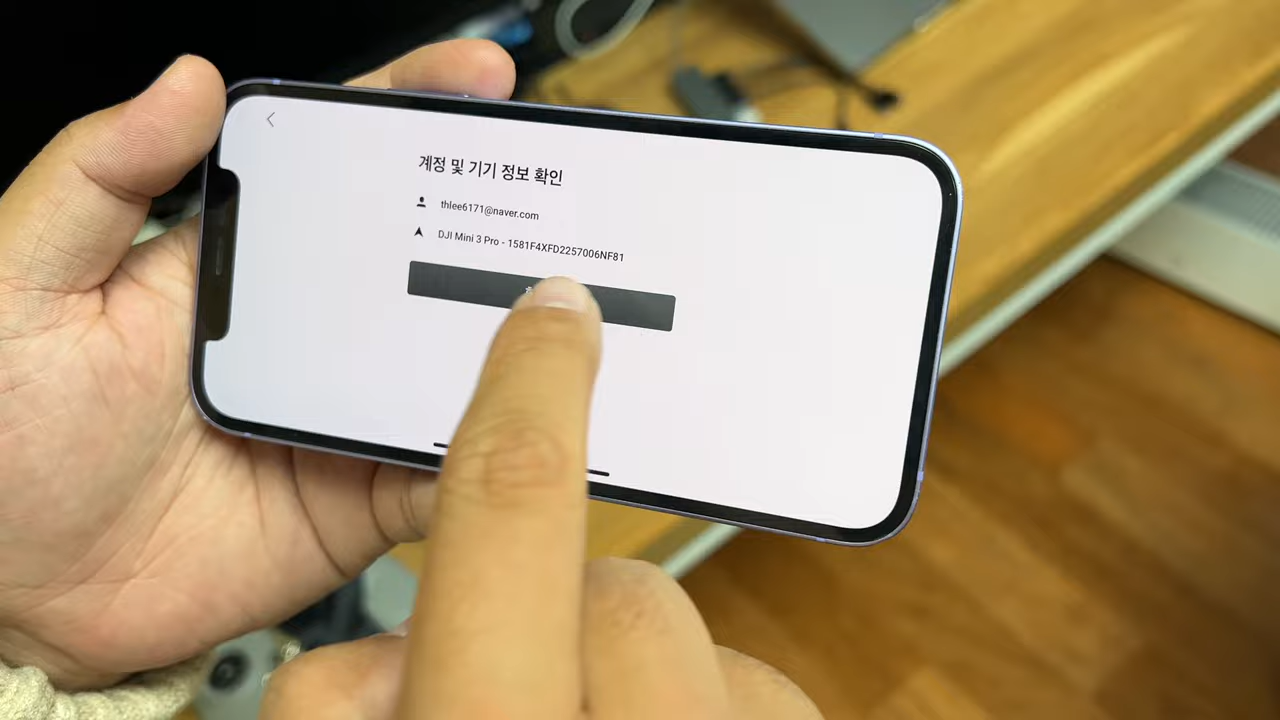 계정 및 기기 정보 확인
thlee6171@naver.com
DJI Mini 3 Pro - 1581F4XFD2257006NF81